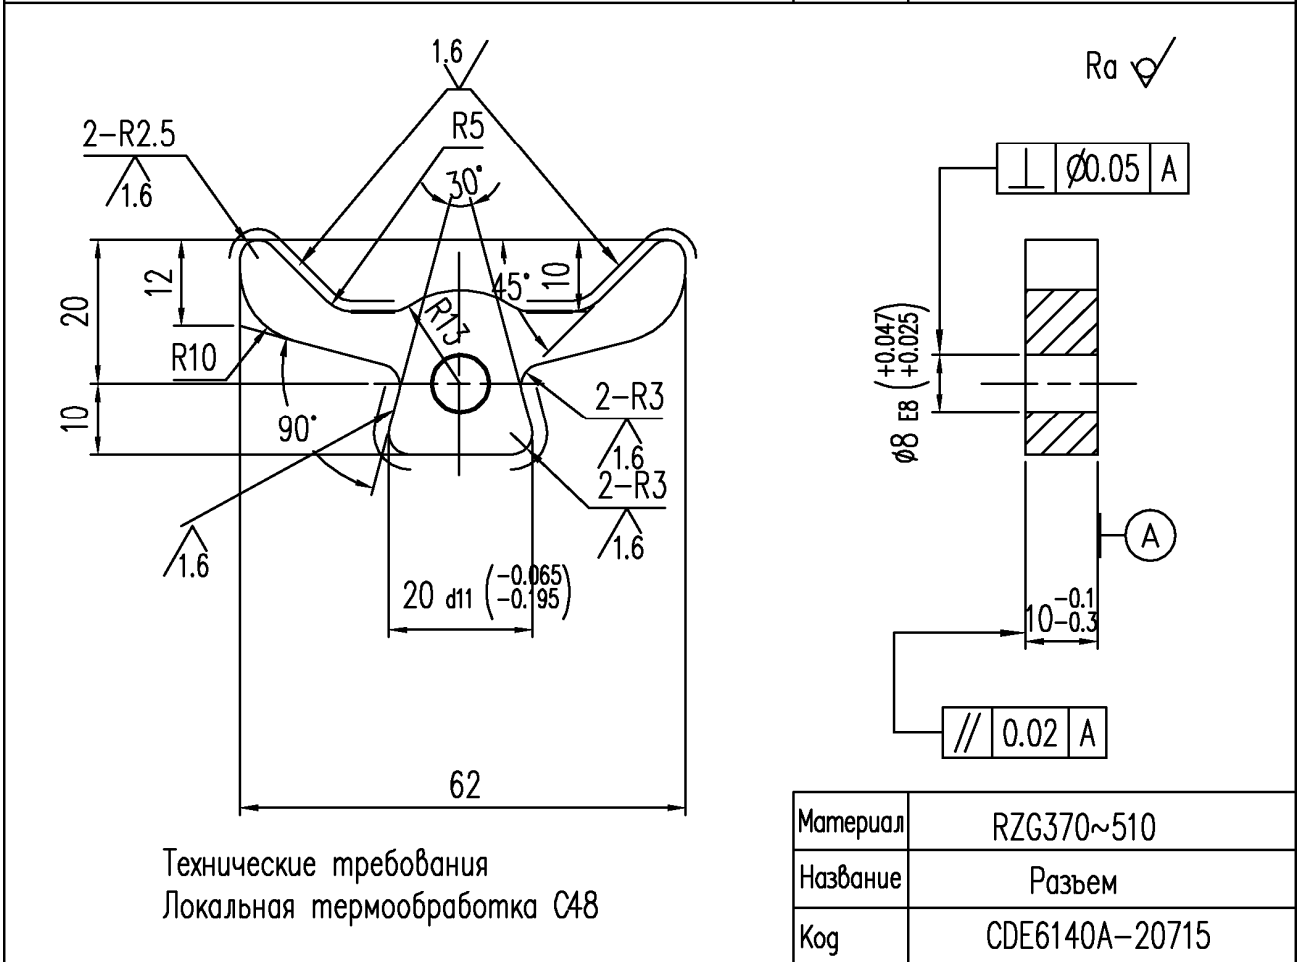 1.6
Ra
2-R2.5
1.6
R5
30°
⊥ Ø0.05 A
12
20
45°
10
R13
R10
10
90°
2-R3
1.6
2-R3
1.6
1.6
ø8 E8 (+0.047 +0.025)
A
20 d11 (-0.065 -0.195)
10 -0.1 -0.3
// 0.02 A
62
Материал RZG370~510
Название Разъем
Код CDE6140A-20715
Технические требования
Локальная термообработка C48